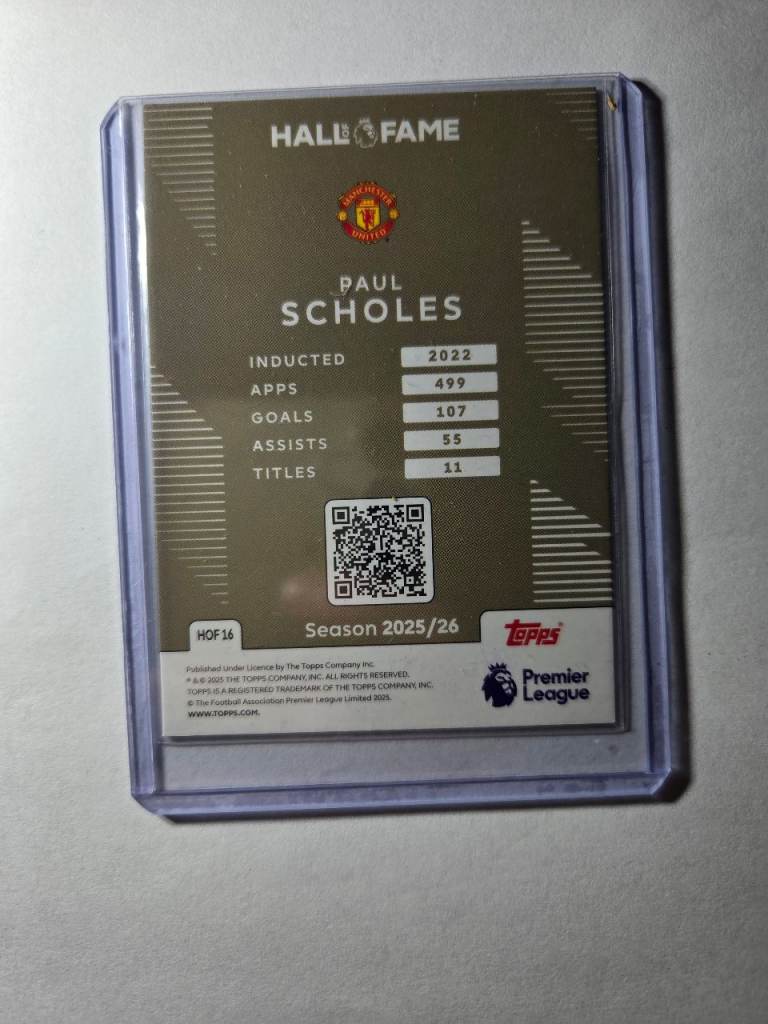 HALL OF FAME
MANCHESTER
UNITED
PAUL
SCHOLES
INDUCTED 2022
APPS 499
GOALS 107
ASSISTS 55
TITLES 11
Season 2025/26
HOF 16
Topps
Published Under Licence by The Topps Company Inc.
® & © 2025 THE TOPPS COMPANY, INC. ALL RIGHTS RESERVED.
TOPPS IS A REGISTERED TRADEMARK OF THE TOPPS COMPANY, INC.
© The Football Association Premier League Limited 2025.
WWW.TOPPS.COM.
Premier
League